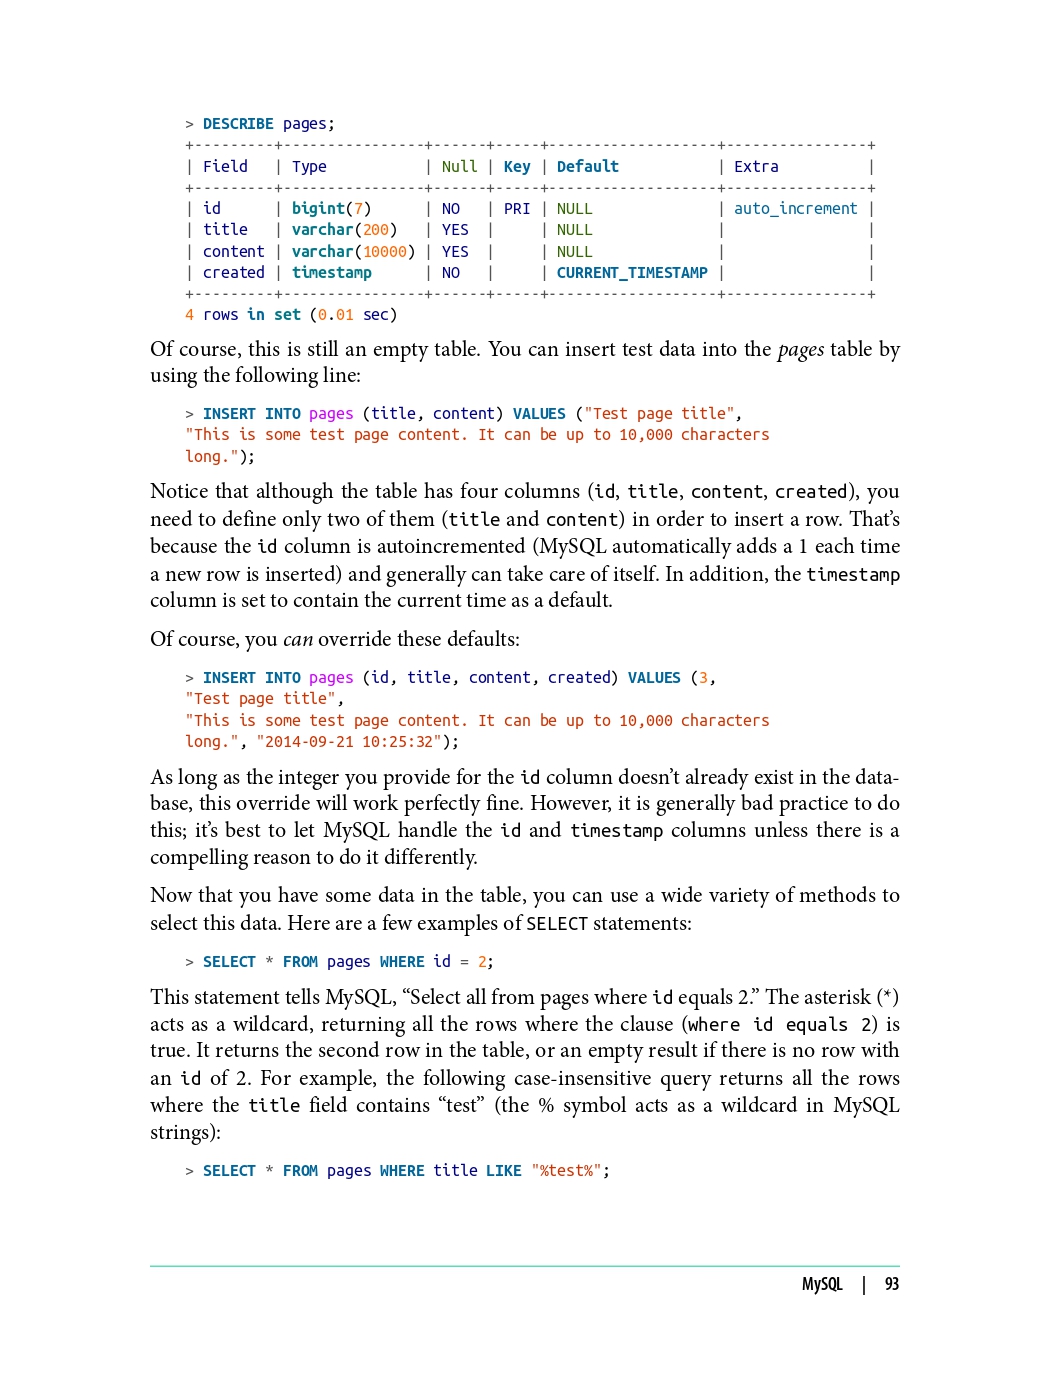 > DESCRIBE pages;
+---------+----------------+------+-----+-------------------+----------------+
| Field   | Type           | Null | Key | Default           | Extra          |
+---------+----------------+------+-----+-------------------+----------------+
| id      | bigint(7)      | NO   | PRI | NULL              | auto_increment |
| title   | varchar(200)   | YES  |     | NULL              |                |
| content | varchar(10000) | YES  |     | NULL              |                |
| created | timestamp      | NO   |     | CURRENT_TIMESTAMP |                |
+---------+----------------+------+-----+-------------------+----------------+
4 rows in set (0.01 sec)
Of course, this is still an empty table. You can insert test data into the pages table by
using the following line:
> INSERT INTO pages (title, content) VALUES ("Test page title",
"This is some test page content. It can be up to 10,000 characters
long.");
Notice that although the table has four columns (id, title, content, created), you
need to define only two of them (title and content) in order to insert a row. That’s
because the id column is autoincremented (MySQL automatically adds a 1 each time
a new row is inserted) and generally can take care of itself. In addition, the timestamp
column is set to contain the current time as a default.
Of course, you can override these defaults:
> INSERT INTO pages (id, title, content, created) VALUES (3,
"Test page title",
"This is some test page content. It can be up to 10,000 characters
long.", "2014-09-21 10:25:32");
As long as the integer you provide for the id column doesn’t already exist in the data-
base, this override will work perfectly fine. However, it is generally bad practice to do
this; it’s best to let MySQL handle the id and timestamp columns unless there is a
compelling reason to do it differently.
Now that you have some data in the table, you can use a wide variety of methods to
select this data. Here are a few examples of SELECT statements:
> SELECT * FROM pages WHERE id = 2;
This statement tells MySQL, “Select all from pages where id equals 2.” The asterisk (*)
acts as a wildcard, returning all the rows where the clause (where id equals 2) is
true. It returns the second row in the table, or an empty result if there is no row with
an id of 2. For example, the following case-insensitive query returns all the rows
where the title field contains “test” (the % symbol acts as a wildcard in MySQL
strings):
> SELECT * FROM pages WHERE title LIKE "%test%";
MySQL | 93